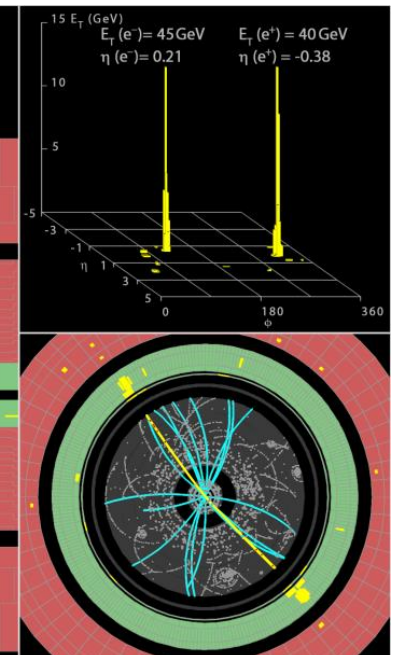 15 E_T (GeV)
E_T (e⁻)= 45 GeV E_T (e⁺)= 40 GeV
η (e⁻)= 0.21 η (e⁺)= -0.38
10
5
-5
-3
-1
η 1
3
5
0 180 360
ϕ